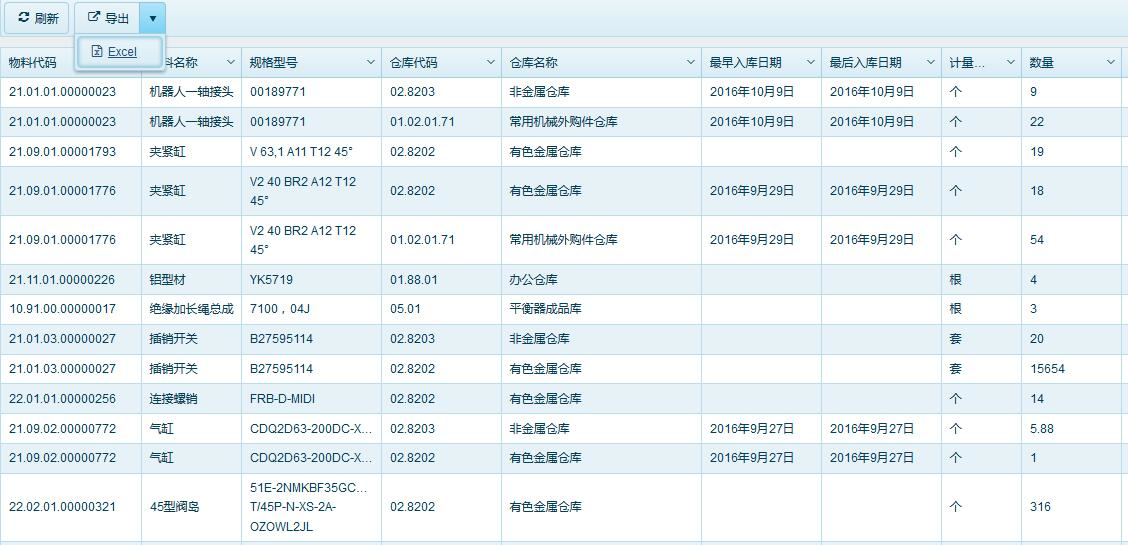 刷新 导出
Excel
物料代码 料名称 规格型号 仓库代码 仓库名称 最早入库日期 最后入库日期 计量... 数量
21.01.01.00000023 机器人一轴接头 00189771 02.8203 非金属仓库 2016年10月9日 2016年10月9日 个 9
21.01.01.00000023 机器人一轴接头 00189771 01.02.01.71 常用机械外购件仓库 2016年10月9日 2016年10月9日 个 22
21.09.01.00001793 夹紧缸 V 63,1 A11 T12 45° 02.8202 有色金属仓库 个 19
21.09.01.00001776 夹紧缸 V2 40 BR2 A12 T12 45° 02.8202 有色金属仓库 2016年9月29日 2016年9月29日 个 18
21.09.01.00001776 夹紧缸 V2 40 BR2 A12 T12 45° 01.02.01.71 常用机械外购件仓库 2016年9月29日 2016年9月29日 个 54
21.11.01.00000226 铝型材 YK5719 01.88.01 办公仓库 根 4
10.91.00.00000017 绝缘加长绳总成 7100，04J 05.01 平衡器成品库 根 3
21.01.03.00000027 插销开关 B27595114 02.8203 非金属仓库 套 20
21.01.03.00000027 插销开关 B27595114 02.8202 有色金属仓库 套 15654
22.01.01.00000256 连接螺销 FRB-D-MIDI 02.8202 有色金属仓库 个 14
21.09.02.00000772 气缸 CDQ2D63-200DC-X... 02.8203 非金属仓库 2016年9月27日 2016年9月27日 个 5.88
21.09.02.00000772 气缸 CDQ2D63-200DC-X... 02.8202 有色金属仓库 2016年9月27日 2016年9月27日 个 1
22.02.01.00000321 45型阀岛 51E-2NMKBF35GC... T/45P-N-XS-2A-OZOWL2JL 02.8202 有色金属仓库 个 316